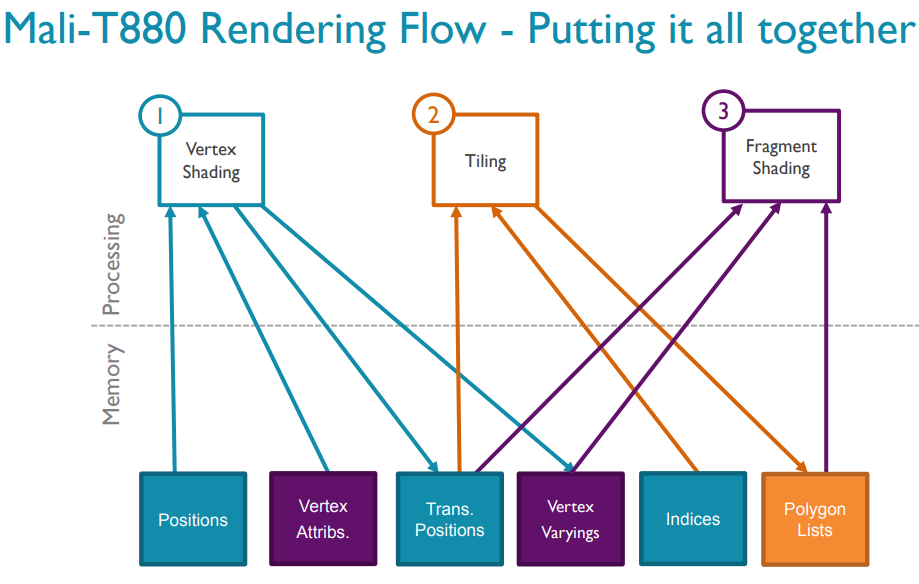 Mali-T880 Rendering Flow - Putting it all together
1
Vertex
Shading
2
Tiling
3
Fragment
Shading
Processing
Memory
Positions
Vertex
Attribs.
Trans.
Positions
Vertex
Varyings
Indices
Polygon
Lists